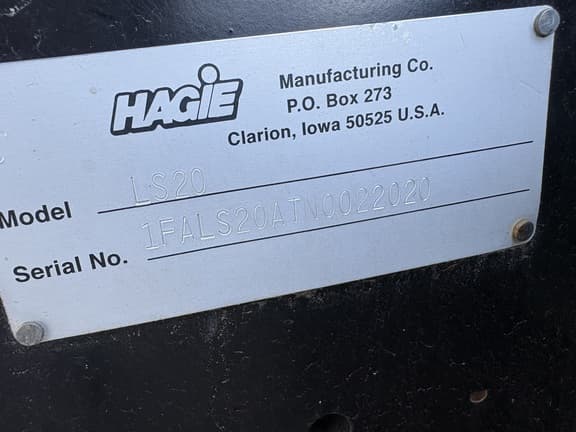 HAGIE
Manufacturing Co.
P.O. Box 273
Clarion, Iowa 50525 U.S.A.
Model LS20
Serial No. 1FALS20ATN0022020